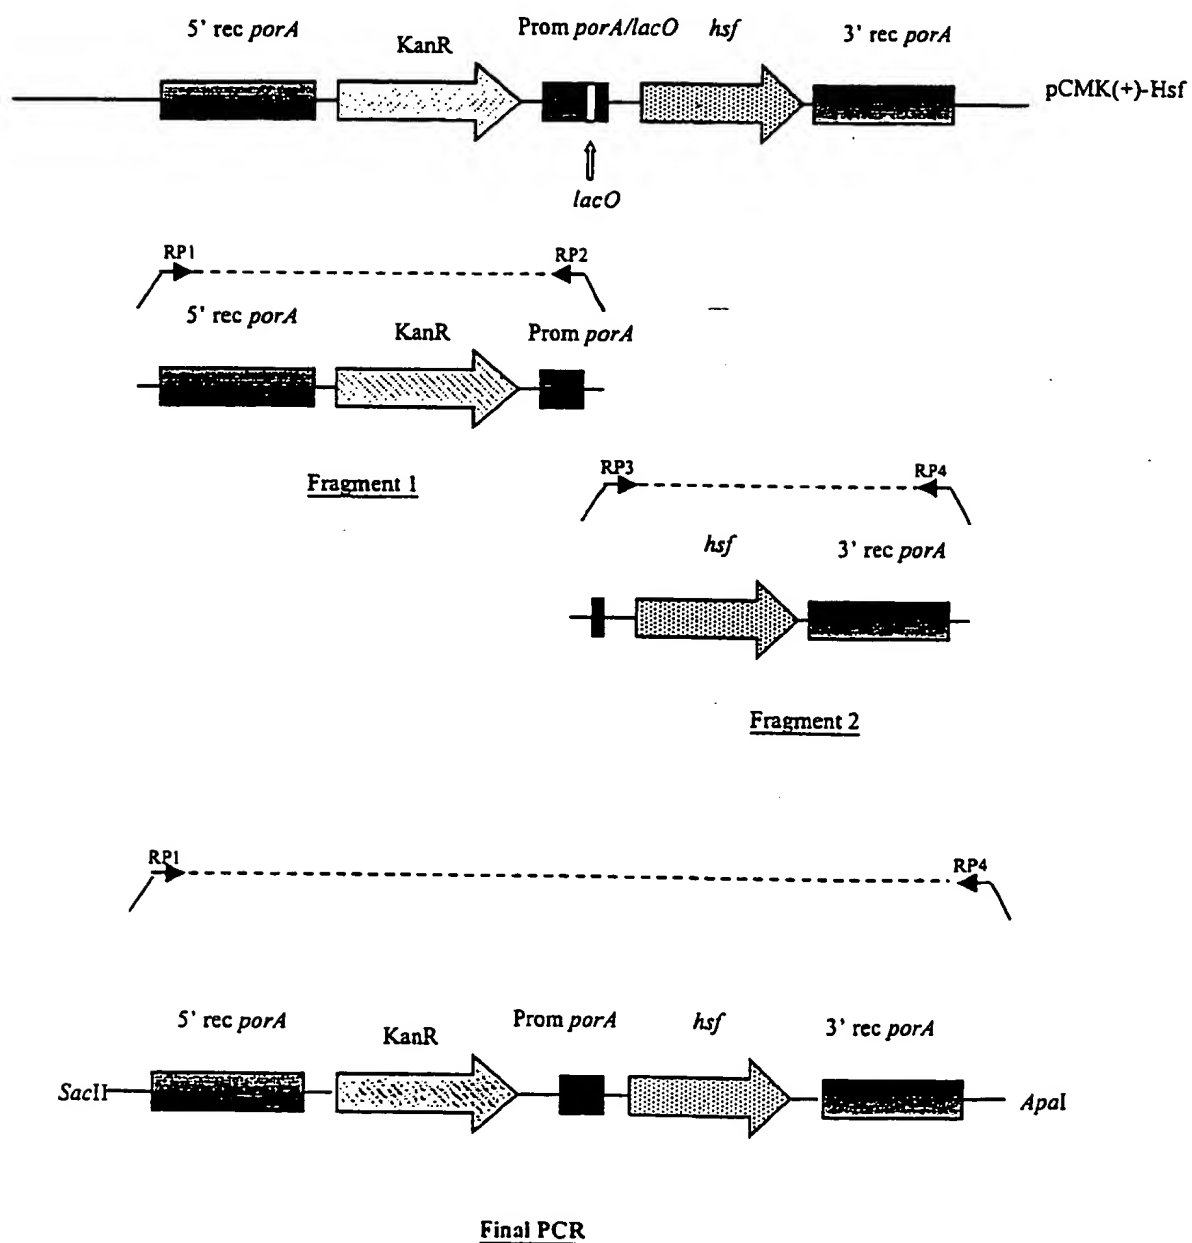 5' rec porA
KanR
Prom porA/lacO
hsf
3' rec porA
pCMK(+)-Hsf
lacO
RP1
RP2
5' rec porA
KanR
Prom porA
Fragment 1
RP3
RP4
hsf
3' rec porA
Fragment 2
RP1
RP4
5' rec porA
KanR
Prom porA
hsf
3' rec porA
SacII
ApaI
Final PCR